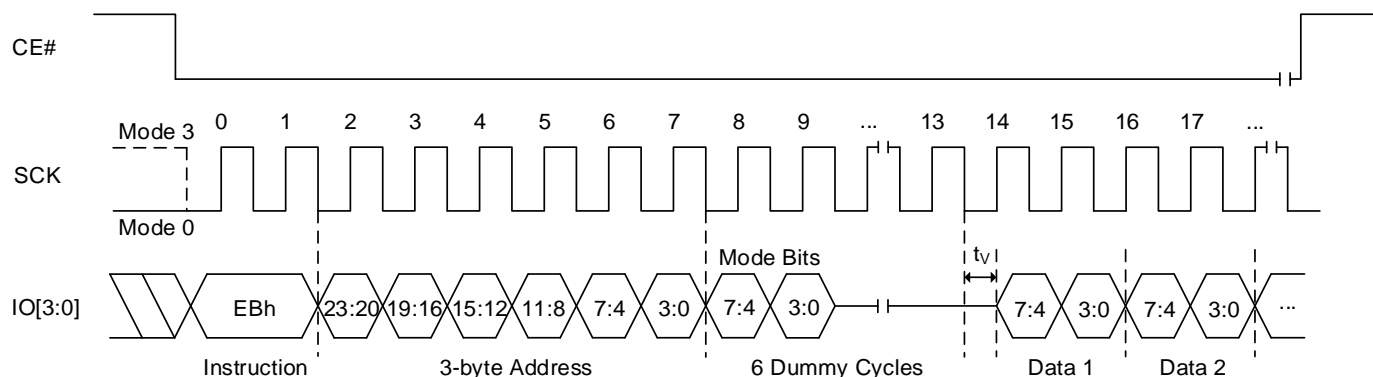 CE#
0 1 2 3 4 5 6 7 8 9 ... 13 14 15 16 17 ...
Mode 3
SCK
Mode 0
Mode Bits tV
IO[3:0] EBh 23:20 19:16 15:12 11:8 7:4 3:0 7:4 3:0 7:4 3:0 7:4 3:0 ...
Instruction 3-byte Address 6 Dummy Cycles Data 1 Data 2